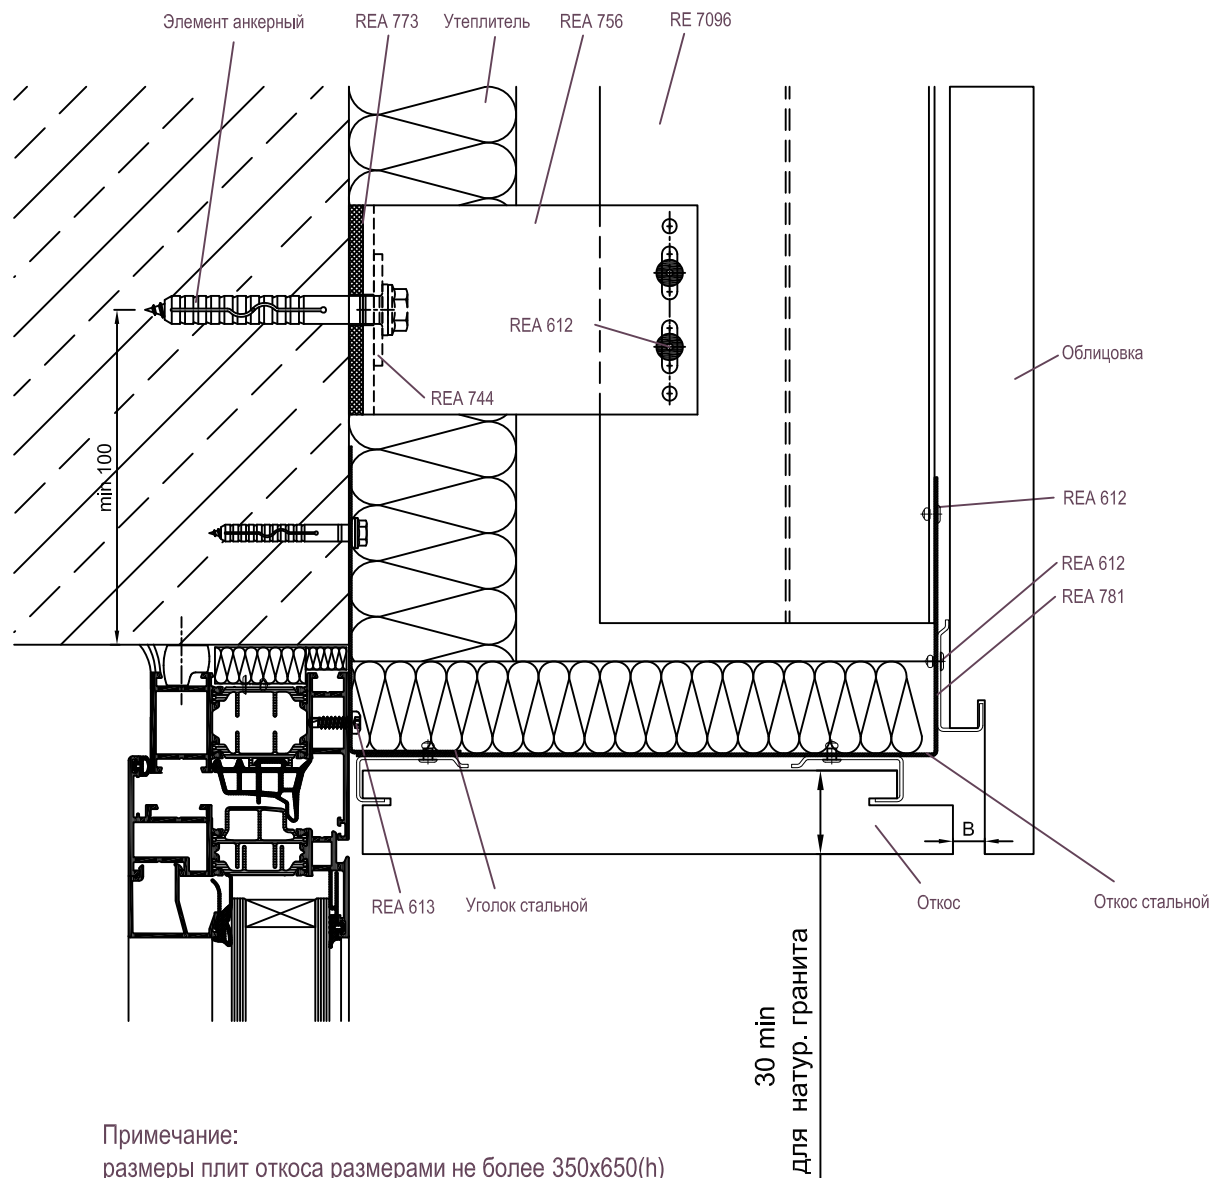 Элемент анкерный
REA 773
Утеплитель
REA 756
RE 7096
REA 612
Облицовка
REA 744
min 100
REA 612
REA 612
REA 781
B
REA 613
Уголок стальной
Откос
Откос стальной
30 min
для натур. гранита
Примечание:
размеры плит откоса размерами не более 350х650(h)